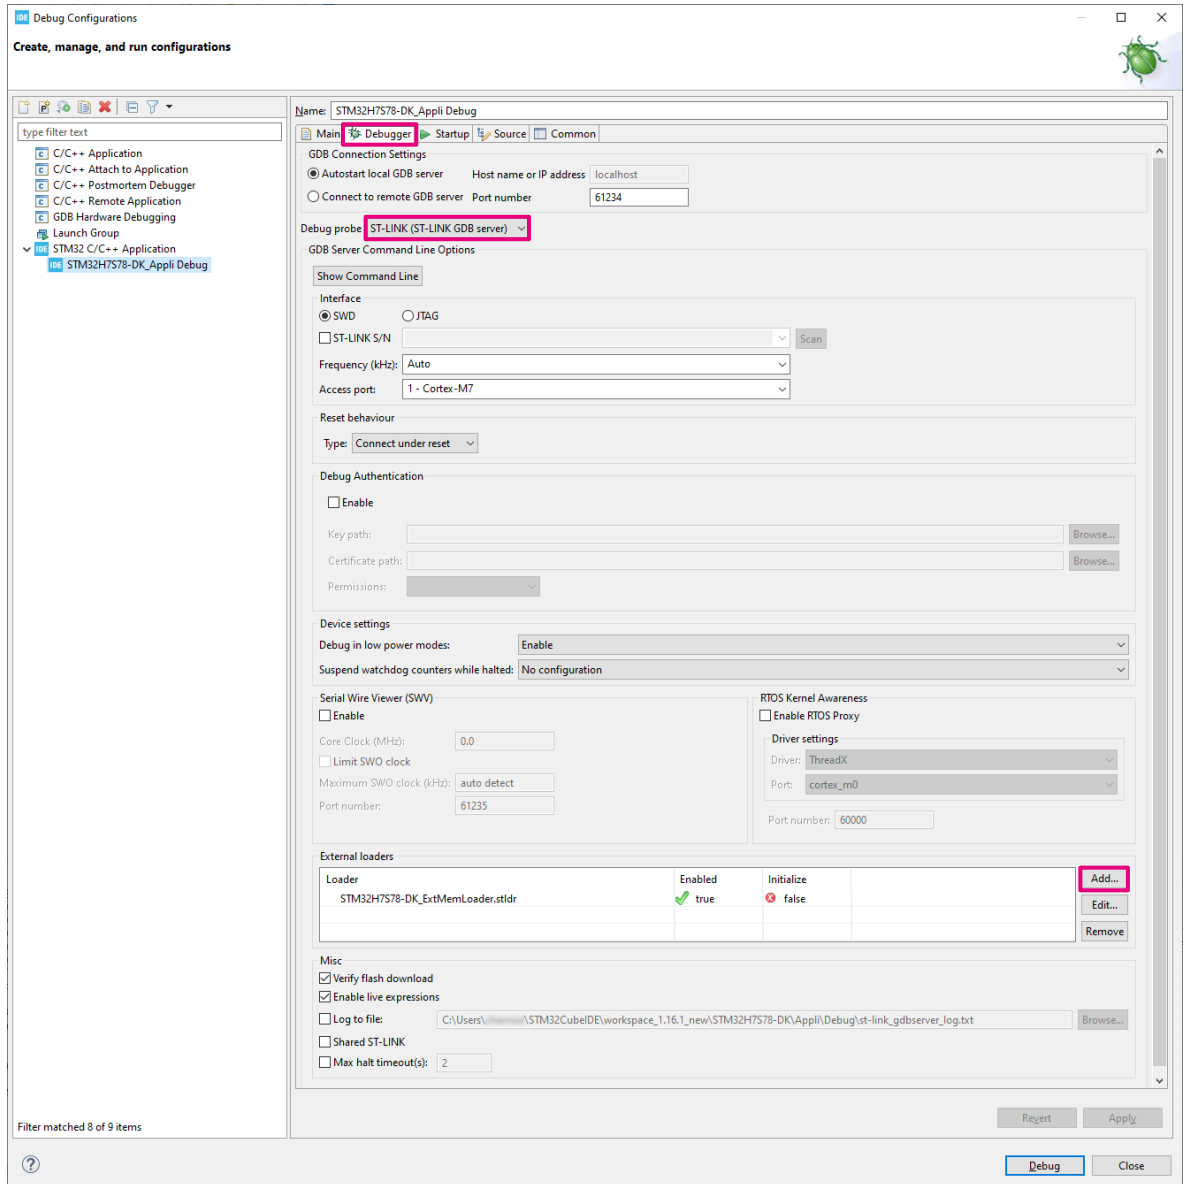 IDE Debug Configurations
Create, manage, and run configurations
Name: STM32H7S78-DK_Appli Debug
type filter text
Main Debugger Startup Source Common
C/C++ Application
C/C++ Attach to Application
C/C++ Postmortem Debugger
C/C++ Remote Application
GDB Hardware Debugging
Launch Group
IDE STM32 C/C++ Application
IDE STM32H7S78-DK_Appli Debug
GDB Connection Settings
Autostart local GDB server Host name or IP address localhost
Connect to remote GDB server Port number 61234
Debug probe ST-LINK (ST-LINK GDB server)
GDB Server Command Line Options
Show Command Line
Interface
SWD JTAG
ST-LINK S/N Scan
Frequency (kHz): Auto
Access port: 1 - Cortex-M7
Reset behaviour
Type: Connect under reset
Debug Authentication
Enable
Key path: Browse...
Certificate path: Browse...
Permissions:
Device settings
Debug in low power modes: Enable
Suspend watchdog counters while halted: No configuration
Serial Wire Viewer (SWV)
Enable
Core Clock (MHz): 0.0
Limit SWO clock
Maximum SWO clock (kHz): auto detect
Port number: 61235
RTOS Kernel Awareness
Enable RTOS Proxy
Driver settings
Driver: ThreadX
Port: cortex_m0
Port number: 60000
External loaders
Loader Enabled Initialize
STM32H7S78-DK_ExtMemLoader.stldr true false
Add...
Edit...
Remove
Misc
Verify flash download
Enable live expressions
Log to file: C:\Users\ \STM32CubeIDE\workspace_1.16.1_new\STM32H7S78-DK\Appli\Debug\st-link_gdbserver_log.txt Browse...
Shared ST-LINK
Max halt timeout(s): 2
Revert Apply
Filter matched 8 of 9 items
? Debug Close